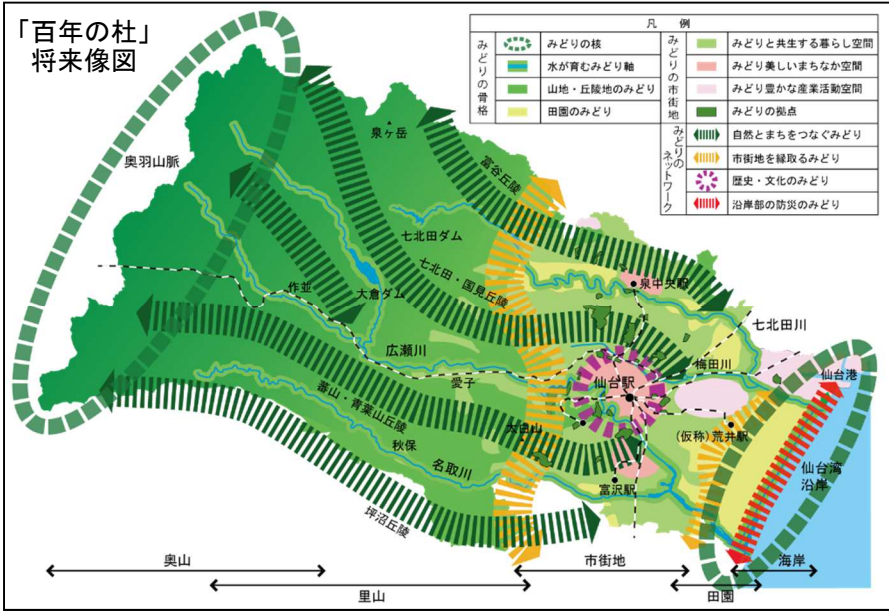 「百年の杜」
将来像図
凡 例
みどりの骨格
みどりの核
水が育むみどり軸
山地・丘陵地のみどり
田園のみどり
みどりの市街地
みどりと共生する暮らし空間
みどり美しいまちなか空間
みどり豊かな産業活動空間
みどりの拠点
みどりのネットワーク
自然とまちをつなぐみどり
市街地を縁取るみどり
歴史・文化のみどり
沿岸部の防災のみどり
奥羽山脈
泉ヶ岳
富谷丘陵
七北田ダム
七北田・国見丘陵
泉中央駅
作並
大倉ダム
七北田川
広瀬川
梅田川
愛子
仙台駅
仙台港
蕃山・青葉山丘陵
太白山
(仮称)荒井駅
秋保
名取川
富沢駅
仙台湾
沿岸
坪沼丘陵
奥山
市街地
海岸
里山
田園